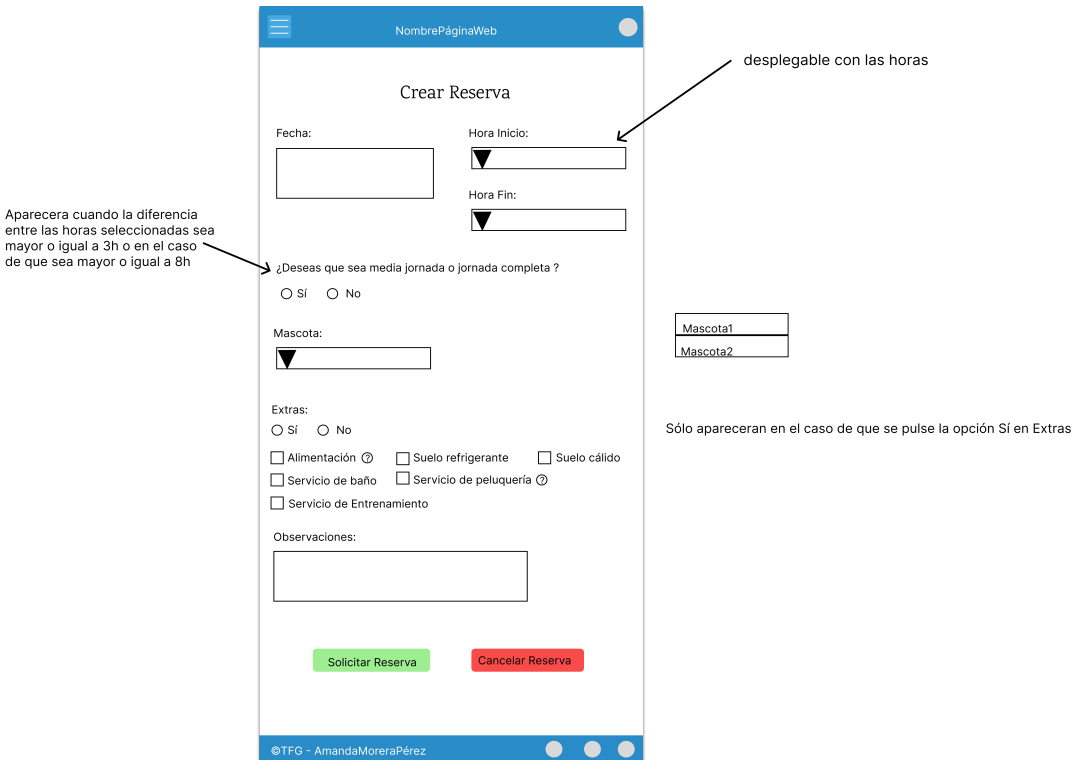 NombrePáginaWeb
desplegable con las horas
Crear Reserva
Fecha:
Hora Inicio:
Hora Fin:
Aparecera cuando la diferencia
entre las horas seleccionadas sea
mayor o igual a 3h o en el caso
de que sea mayor o igual a 8h
¿Deseas que sea media jornada o jornada completa ?
Sí No
Mascota:
Mascota1
Mascota2
Extras:
Sí No
Sólo apareceran en el caso de que se pulse la opción Sí en Extras
Alimentación ? Suelo refrigerante Suelo cálido
Servicio de baño Servicio de peluquería ?
Servicio de Entrenamiento
Observaciones:
Solicitar Reserva Cancelar Reserva
©TFG - AmandaMoreraPérez